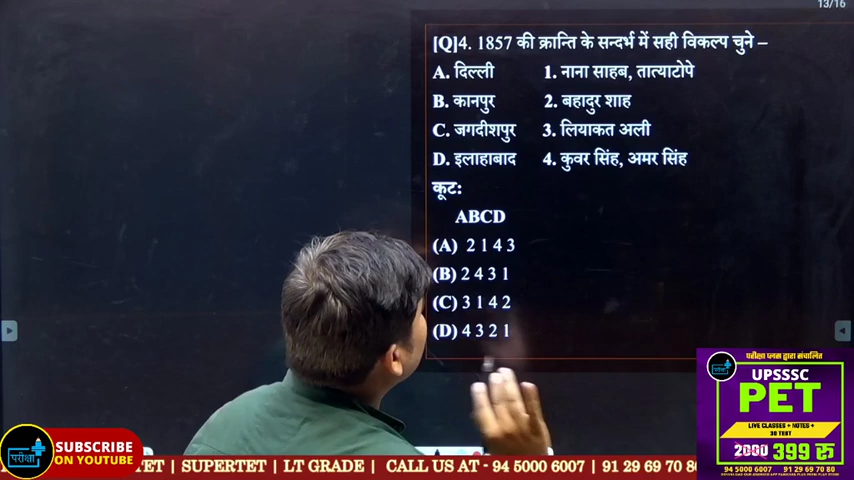 13/16
[Q]4. 1857 की क्रान्ति के सन्दर्भ में सही विकल्प चुने –
A. दिल्ली 1. नाना साहब, तात्याटोपे
B. कानपुर 2. बहादुर शाह
C. जगदीशपुर 3. लियाकत अली
D. इलाहाबाद 4. कुवर सिंह, अमर सिंह
कूट:
ABCD
(A) 2 1 4 3
(B) 2 4 3 1
(C) 3 1 4 2
(D) 4 3 2 1
परीक्षा प्लस द्वारा संचालित
परीक्षा
UPSSSC
PET
LIVE CLASSES + NOTES +
2000 399 रू
94 5000 6007 91 29 69 70 80
परीक्षा
SUBSCRIBE
ON YOUTUBE
TET | SUPERTET | LT GRADE | CALL US AT - 94 5000 6007 | 91 29 69 70 8